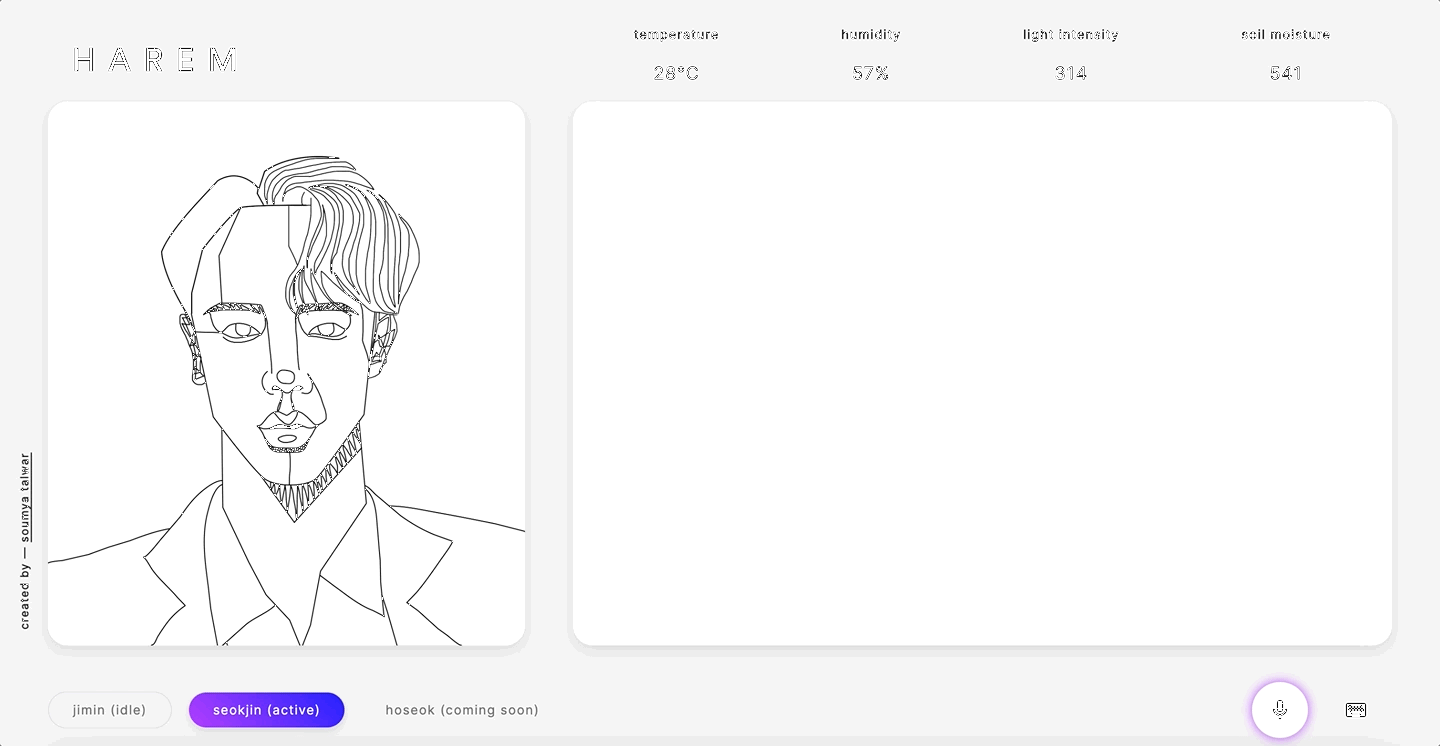 HAREM
temperature humidity light intensity soil moisture
28°C 57% 314 541
created by — soumya talwar
jimin (idle) seokjin (active) hoseok (coming soon)